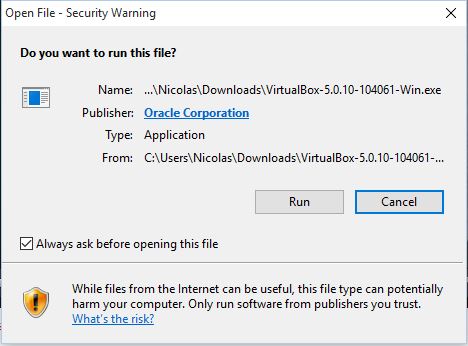 Open File - Security Warning
Do you want to run this file?
Name: ...\Nicolas\Downloads\VirtualBox-5.0.10-104061-Win.exe
Publisher: Oracle Corporation
Type: Application
From: C:\Users\Nicolas\Downloads\VirtualBox-5.0.10-104061-...
Run Cancel
Always ask before opening this file
While files from the Internet can be useful, this file type can potentially
harm your computer. Only run software from publishers you trust.
What's the risk?